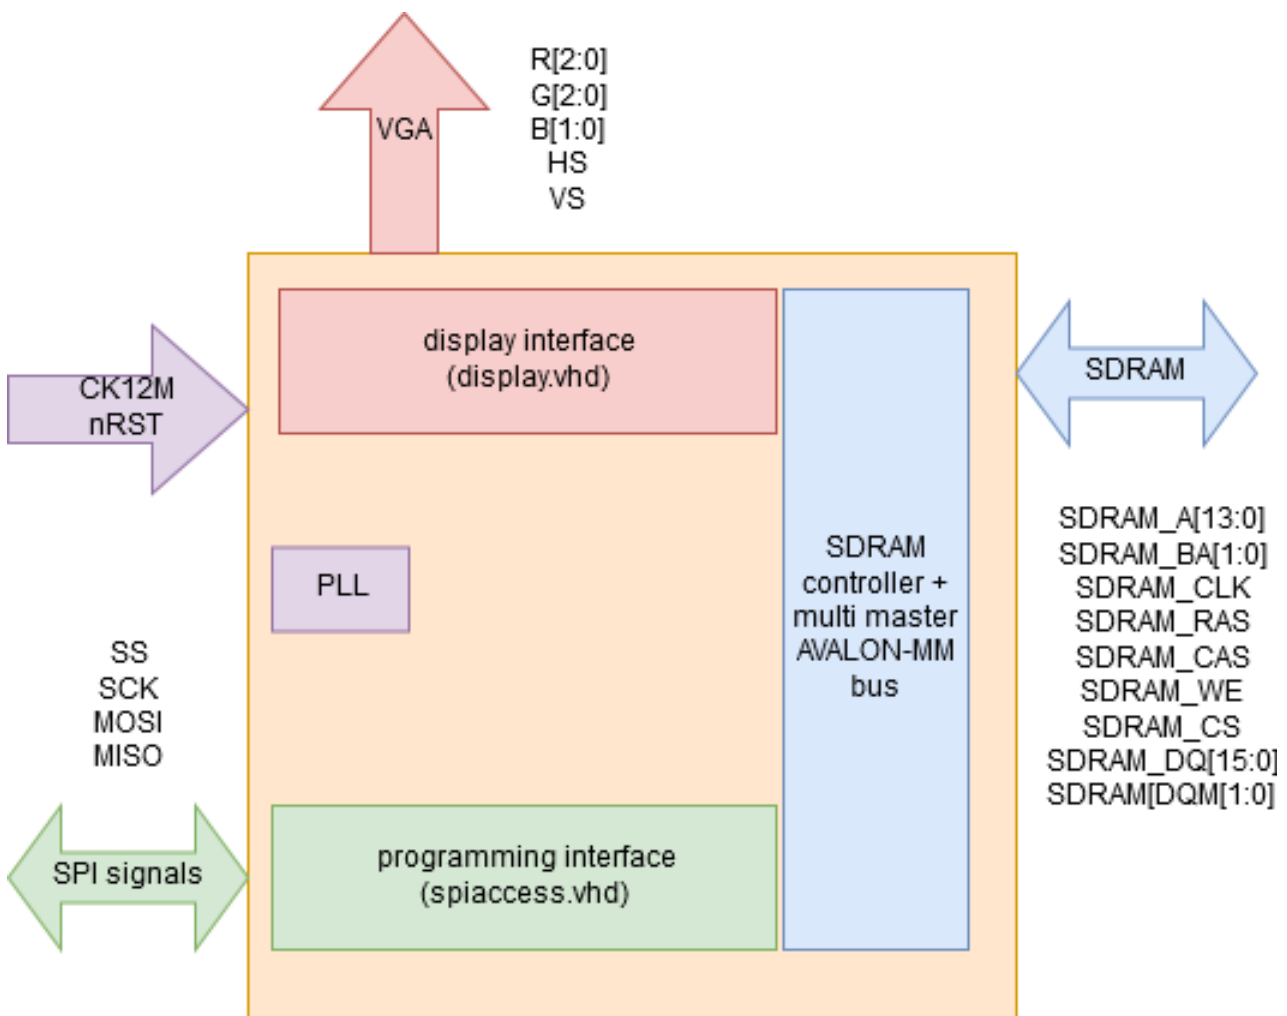 R[2:0]
G[2:0]
B[1:0]
HS
VS
VGA
display interface
(display.vhd)
CK12M
nRST
SDRAM
PLL
SDRAM
controller +
multi master
AVALON-MM
bus
SDRAM_A[13:0]
SDRAM_BA[1:0]
SDRAM_CLK
SDRAM_RAS
SDRAM_CAS
SDRAM_WE
SDRAM_CS
SDRAM_DQ[15:0]
SDRAM[DQM[1:0]
SS
SCK
MOSI
MISO
SPI signals
programming interface
(spiaccess.vhd)